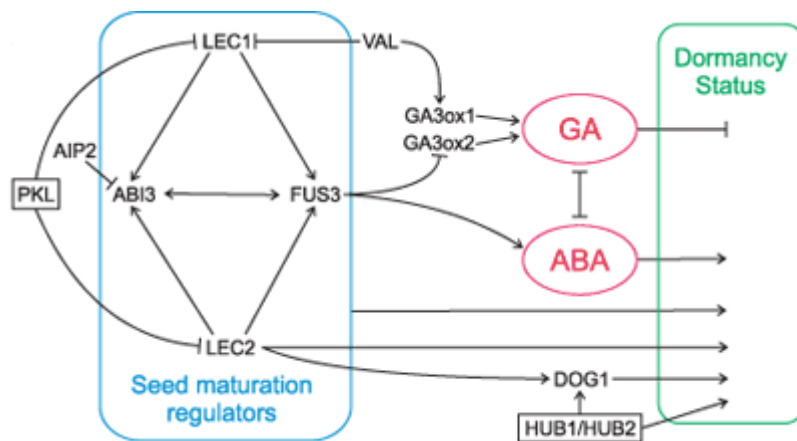 LEC1
VAL
Dormancy
Status
GA3ox1
GA3ox2
GA
AIP2
PKL
ABI3
FUS3
ABA
LEC2
Seed maturation
regulators
DOG1
HUB1/HUB2